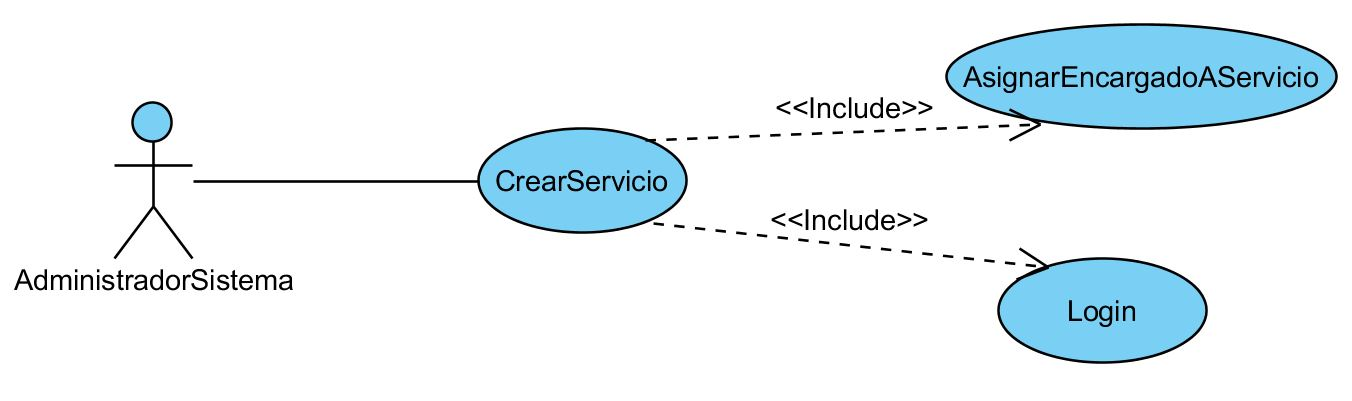 AsignarEncargadoAServicio
<<Include>>
CrearServicio
<<Include>>
AdministradorSistema
Login